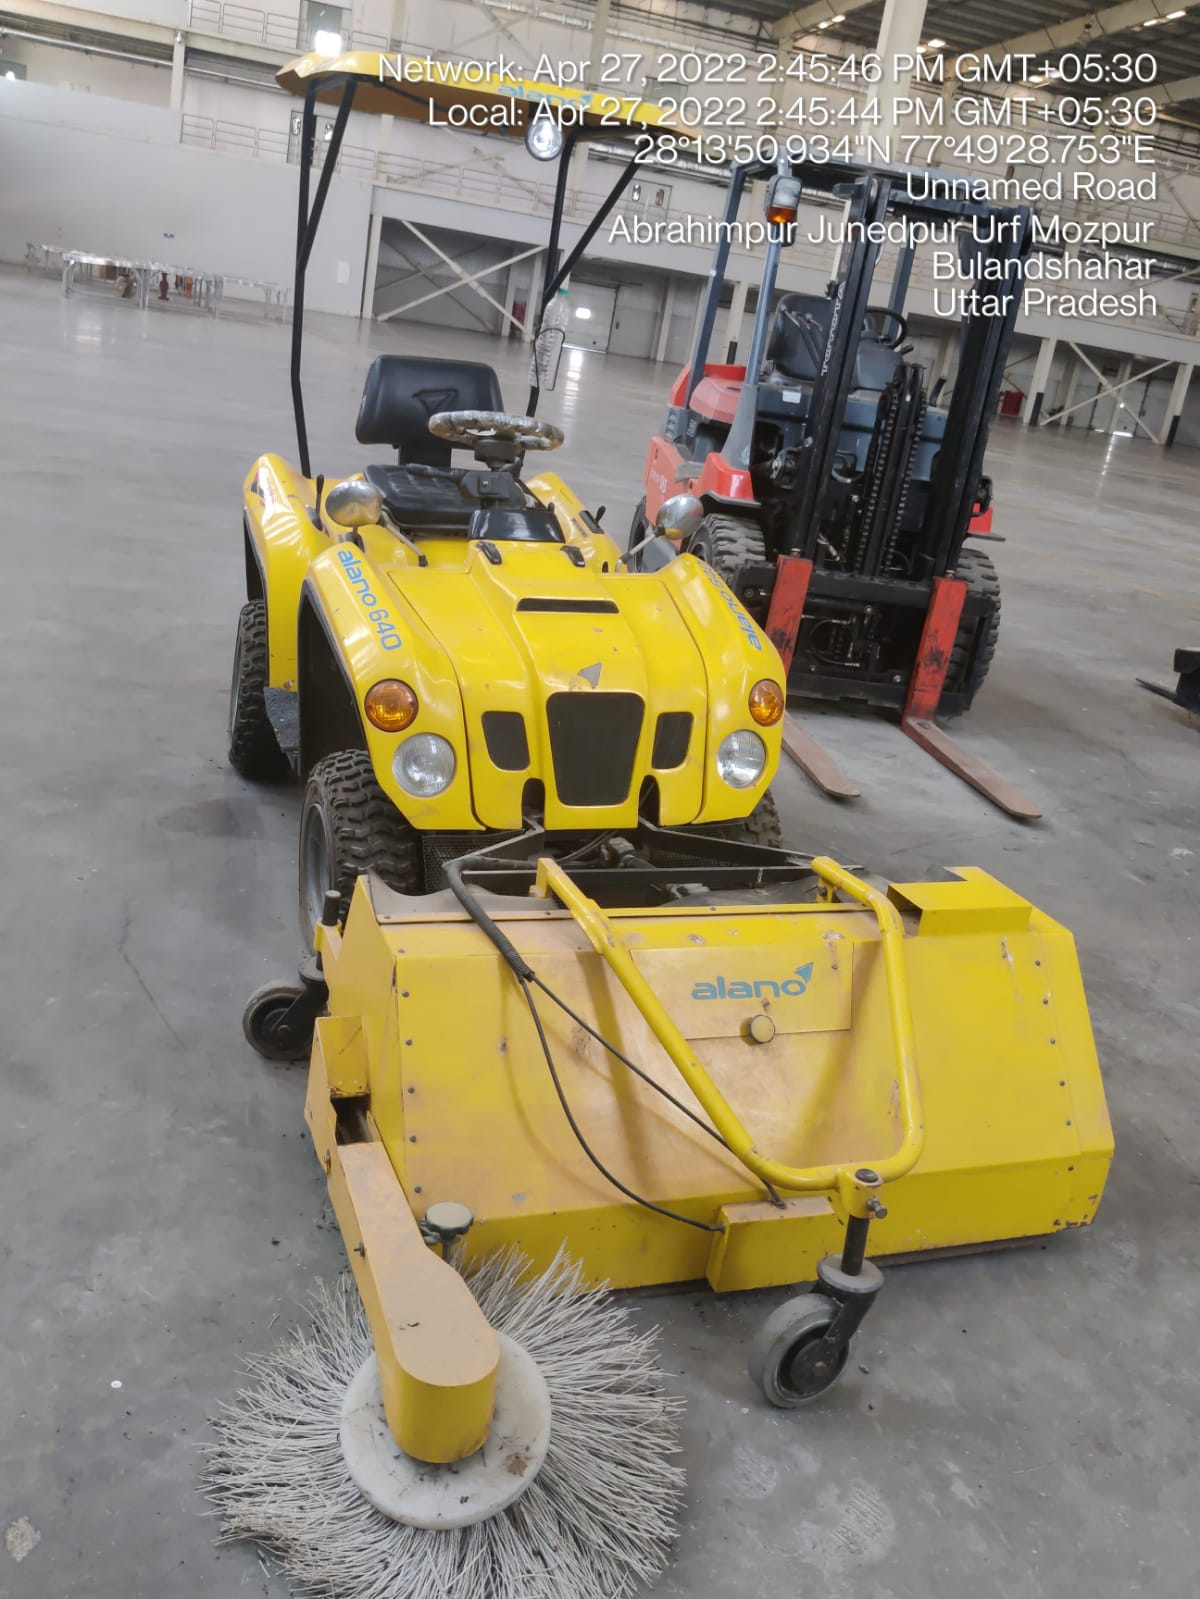 Network: Apr 27, 2022 2:45:46 PM GMT+05:30
Local: Apr 27, 2022 2:45:44 PM GMT+05:30
28°13'50.934"N 77°49'28.753"E
Unnamed Road
Abrahimpur Junedpur Urf Mozpur
Bulandshahar
Uttar Pradesh
alano
alano 640
alano
alano